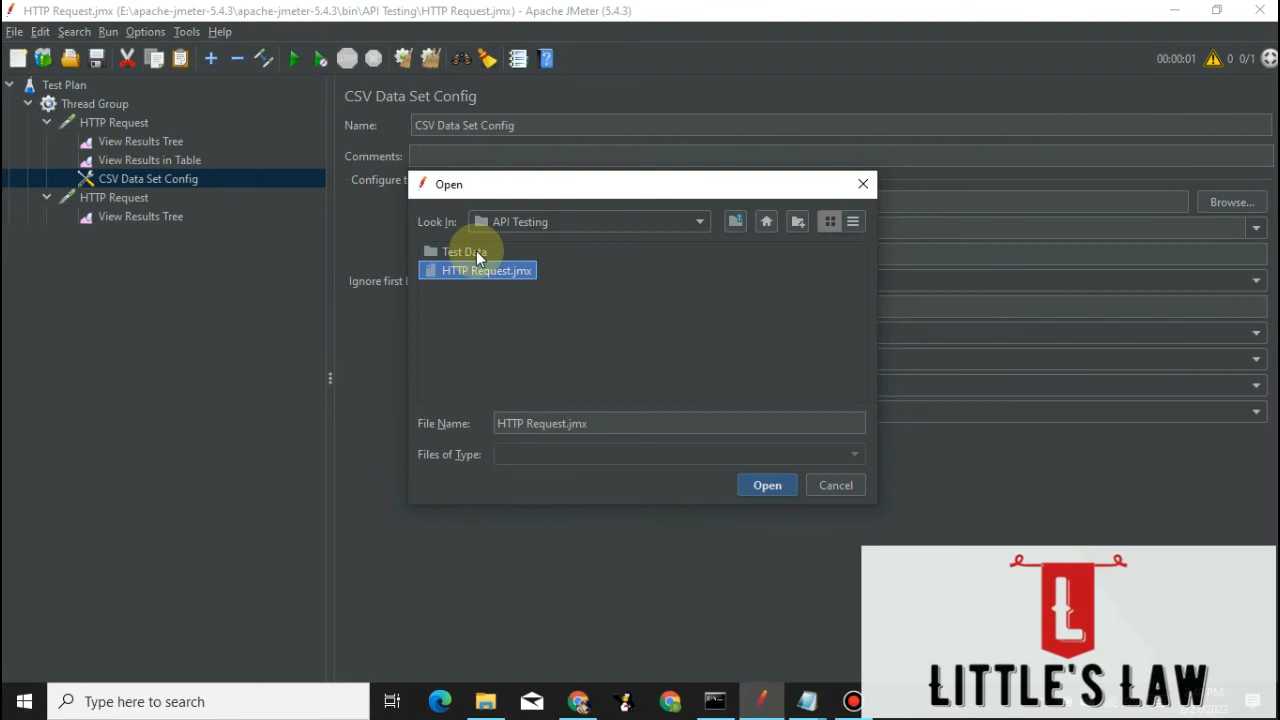 HTTP Request.jmx (E:\apache-jmeter-5.4.3\apache-jmeter-5.4.3\bin\API Testing\HTTP Request.jmx) - Apache JMeter (5.4.3)
File Edit Search Run Options Tools Help
00:00:01 0 0/1
Test Plan
Thread Group
HTTP Request
View Results Tree
View Results in Table
CSV Data Set Config
HTTP Request
View Results Tree
CSV Data Set Config
Name: CSV Data Set Config
Comments:
Configure t
Browse...
Ignore first
Open
Look In: API Testing
Test Data
HTTP Request.jmx
File Name: HTTP Request.jmx
Files of Type:
Open Cancel
L
LITTLE'S LAW
Type here to search